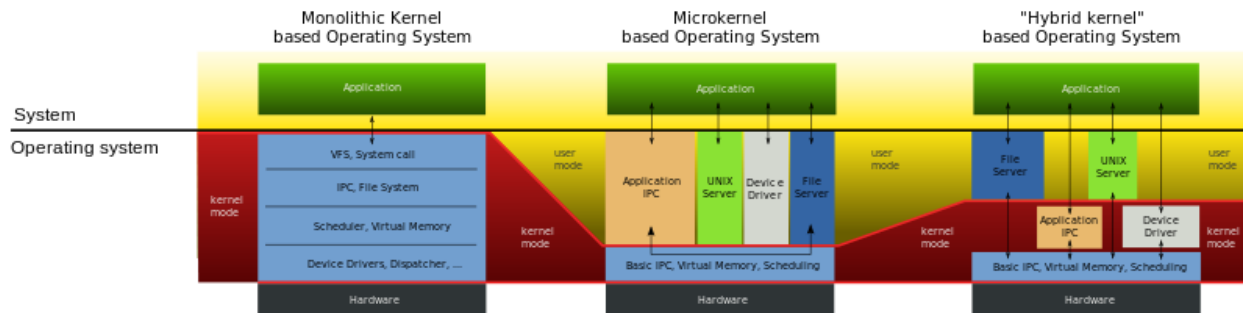 Monolithic Kernel
based Operating System
Microkernel
based Operating System
"Hybrid kernel"
based Operating System
Application
Application
Application
System
Operating system
kernel
mode
VFS, System call
IPC, File System
Scheduler, Virtual Memory
Device Drivers, Dispatcher, ...
Hardware
user
mode
kernel
mode
Application
IPC
UNIX
Server
Device
Driver
File
Server
Basic IPC, Virtual Memory, Scheduling
Hardware
user
mode
kernel
mode
File
Server
UNIX
Server
Application
IPC
Device
Driver
Basic IPC, Virtual Memory, Scheduling
Hardware
user
mode
kernel
mode